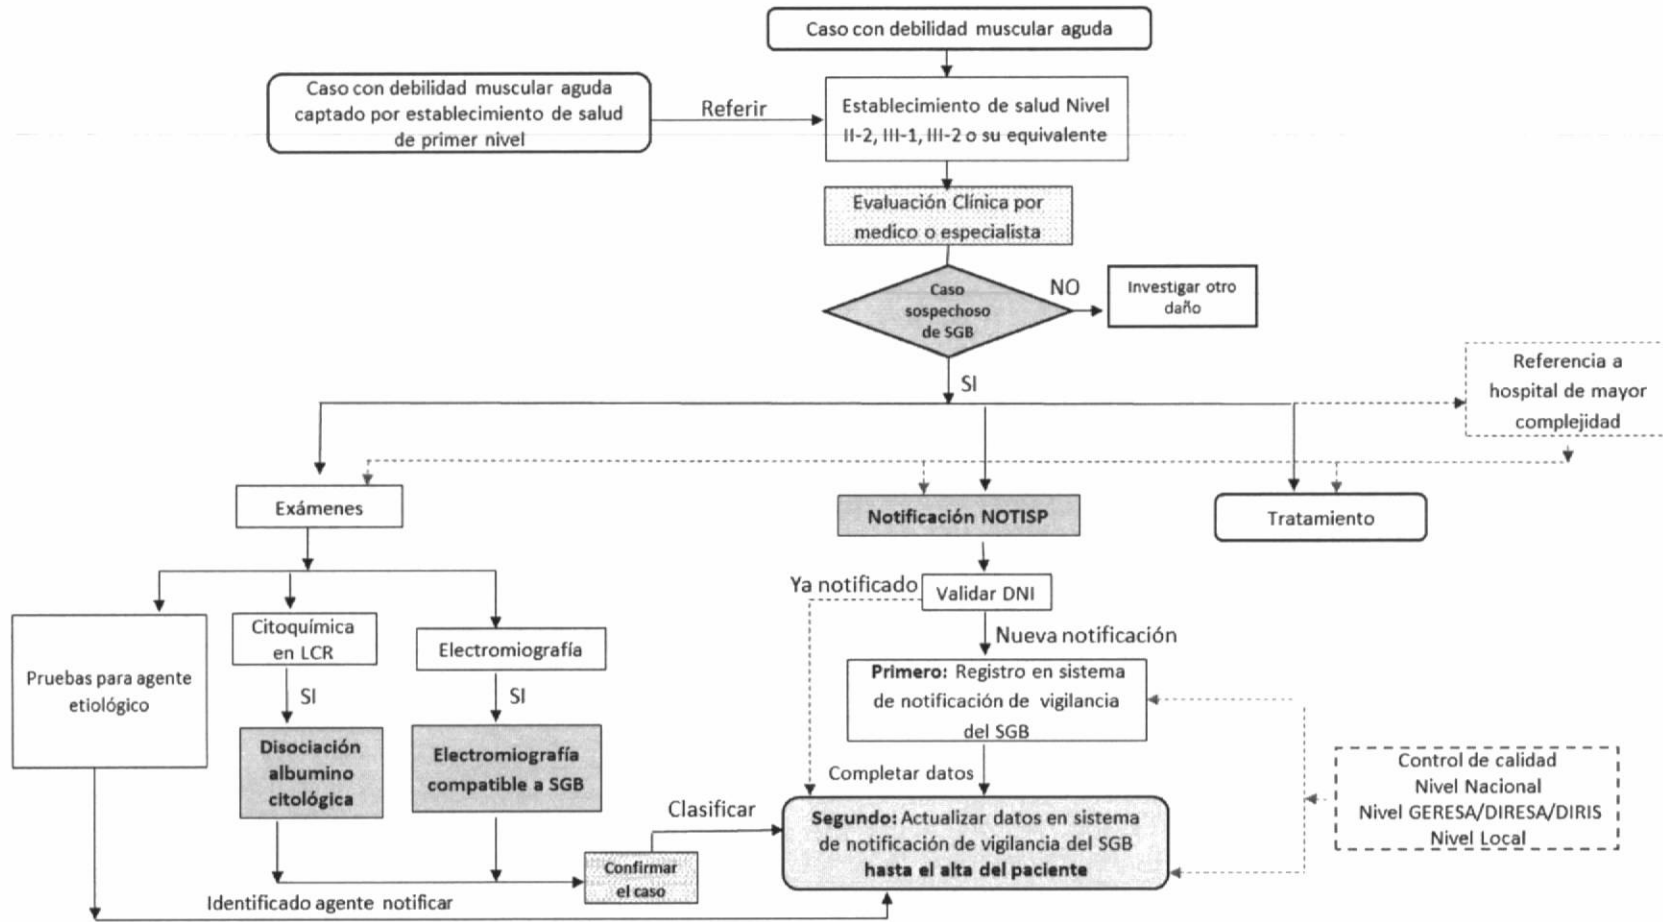 Caso con debilidad muscular aguda
Caso con debilidad muscular aguda
captado por establecimiento de salud
de primer nivel
Referir
Establecimiento de salud Nivel
II-2, III-1, III-2 o su equivalente
Evaluación Clínica por
medico o especialista
Caso
sospechoso
de SGB
NO
Investigar otro
daño
SI
Referencia a
hospital de mayor
complejidad
Exámenes
Notificación NOTISP
Tratamiento
Ya notificado
Validar DNI
Nueva notificación
Pruebas para agente
etiológico
Citoquímica
en LCR
Electromiografía
SI
SI
Primero: Registro en sistema
de notificación de vigilancia
del SGB
Disociación
albumino
citológica
Electromiografía
compatible a SGB
Completar datos
Control de calidad
Nivel Nacional
Nivel GERESA/DIRESA/DIRIS
Nivel Local
Clasificar
Segundo: Actualizar datos en sistema
de notificación de vigilancia del SGB
hasta el alta del paciente
Confirmar
el caso
Identificado agente notificar